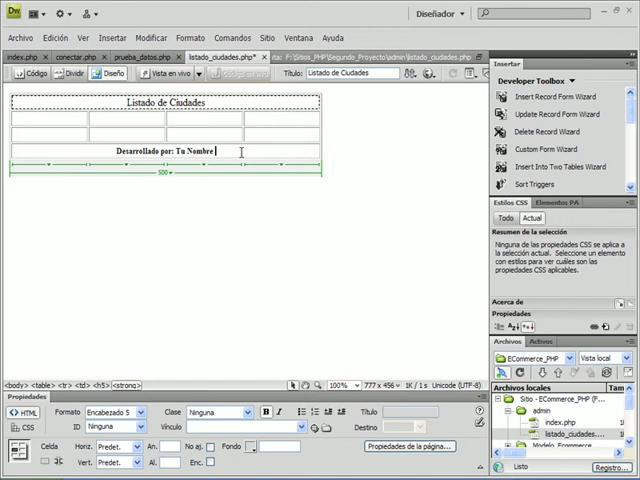 Dw
Diseñador
Archivo Edición Ver Insertar Modificar Formato Comandos Sitio Ventana Ayuda
index.php × conectar.php × prueba_datos.php × listado_ciudades.php* × ta: F:\Sitios_PHP\Segundo_Proyecto\admin\listado_ciudades.php
Código Dividir Diseño Vista en vivo Título: Listado de Ciudades
Listado de Ciudades
Desarrollado por: Tu Nombre
500
Insertar
Developer Toolbox
Insert Record Form Wizard
Update Record Form Wizard
Delete Record Wizard
Custom Form Wizard
Insert Into Two Tables Wizard
Sort Triggers
Estilos CSS Elementos PA
Todo Actual
Resumen de la selección
Ninguna de las propiedades CSS se aplica a
la selección actual. Seleccione un
elemento con estilos para ver cuáles son las
propiedades CSS aplicables.
Acerca de
Propiedades
Archivos Activos
ECommerce_PHP Vista local
Archivos locales Tam
Sitio - ECommerce_PHP (F...
admin
index.php 1
listado_ciudades.... 1
Modelo_Ecommerce
Listo Registro...
<body> <table> <tr> <td> <h5> <strong> 100% 777 x 456 1K / 1 s Unicode (UTF-8)
Propiedades
HTML Formato Encabezado 5 Clase Ninguna B I Título
CSS ID Ninguna Vínculo Destino
Celda Horiz. Predet. An. No aj. Fondo Propiedades de la página...
Vert. Predet. Al. Enc.